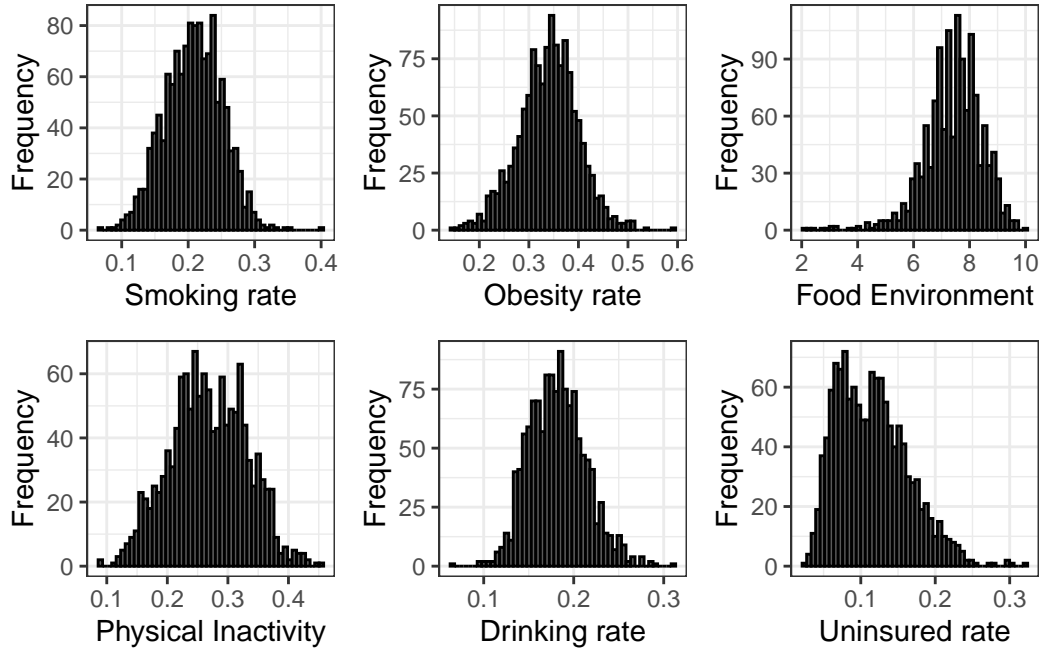 Frequency
80
60
40
20
0
0.1 0.2 0.3 0.4
Smoking rate
Frequency
75
50
25
0
0.2 0.3 0.4 0.5 0.6
Obesity rate
Frequency
90
60
30
0
2 4 6 8 10
Food Environment
Frequency
60
40
20
0
0.1 0.2 0.3 0.4
Physical Inactivity
Frequency
75
50
25
0
0.1 0.2 0.3
Drinking rate
Frequency
60
40
20
0
0.1 0.2 0.3
Uninsured rate